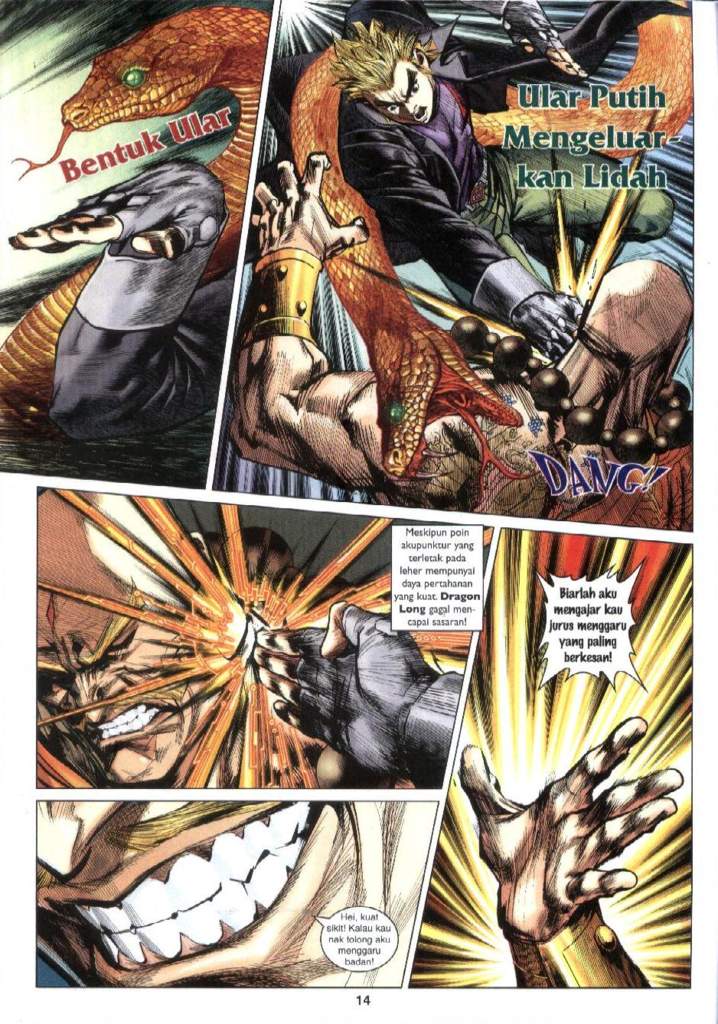 Bentuk Ular
Ular Putih
Mengeluar-
kan Lidah
DANG!
Meskipun poin
akupunktur yang
terletak pada
leher mempunyai
daya pertahanan
yang kuat. Dragon
Long gagal men-
capai sasaran!
Biarlah aku
mengajar kau
jurus menggaru
yang paling
berkesan!
Hei, kuat
sikit! Kalau kau
nak tolong aku
menggaru
badan!
14